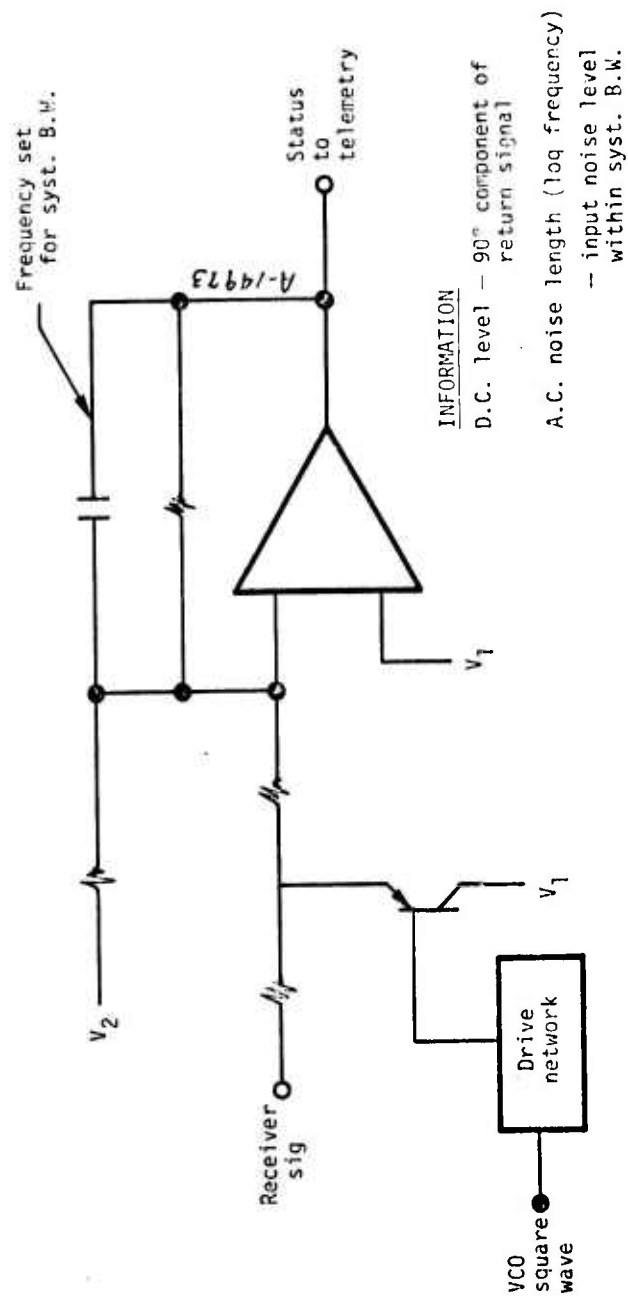 Frequency set
for syst. B.W.
Status
to
telemetry
A-14973
V2
V1
Receiver
sig
V1
Drive
network
VCO
square
wave
INFORMATION
D.C. level — 90° component of
return signal
A.C. noise length (log frequency)
— input noise level
within syst. B.W.